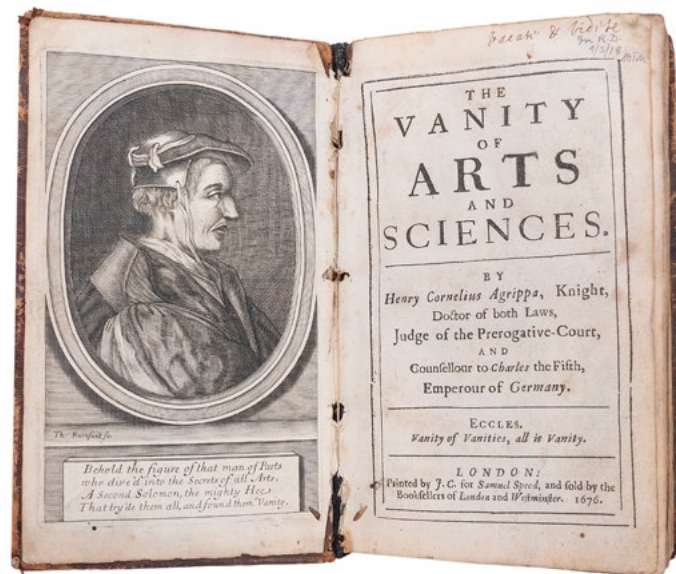 Behold the figure of that man of Parts
who dive'd into the Secrets of all Arts.
A Second Solomon, the mighty Hee,
That try'de them all, and found them Vanity.
THE
VANITY
OF
ARTS
AND
SCIENCES.
BY
Henry Cornelius Agrippa, Knight,
Doctor of both Laws,
Judge of the Prerogative-Court,
AND
Counſellour to Charles the Fifth,
Emperour of Germany.
ECCLES.
Vanity of Vanities, all is Vanity.
LONDON:
Printed by J. C. for Samuel Speed, and ſold by the
Bookſellers of London and Weſtminſter. 1676.